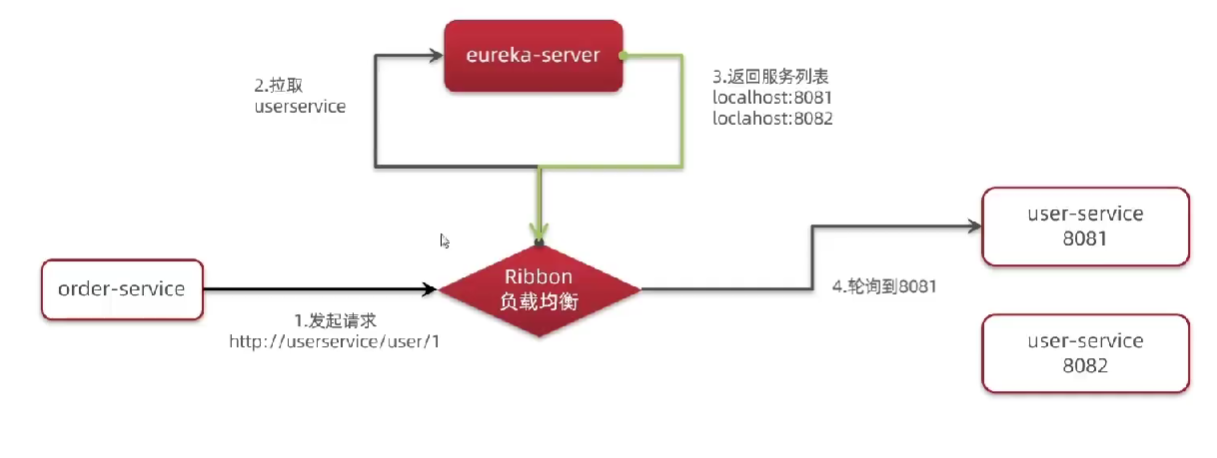 eureka-server
2.拉取
userservice
3.返回服务列表
localhost:8081
loclahost:8082
user-service
8081
order-service
Ribbon
负载均衡
4.轮询到8081
1.发起请求
http://userservice/user/1
user-service
8082